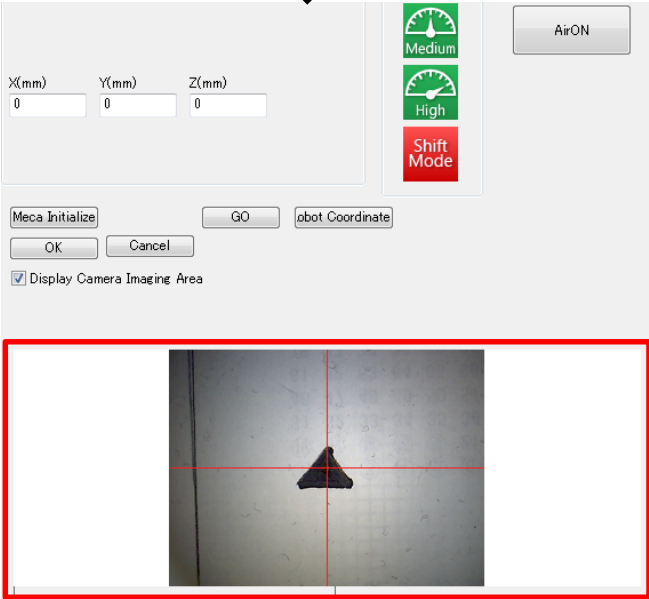 Medium
AirON
X(mm) Y(mm) Z(mm)
0 0 0
High
Shift
Mode
Meca Initialize GO obot Coordinate
OK Cancel
Display Camera Imaging Area